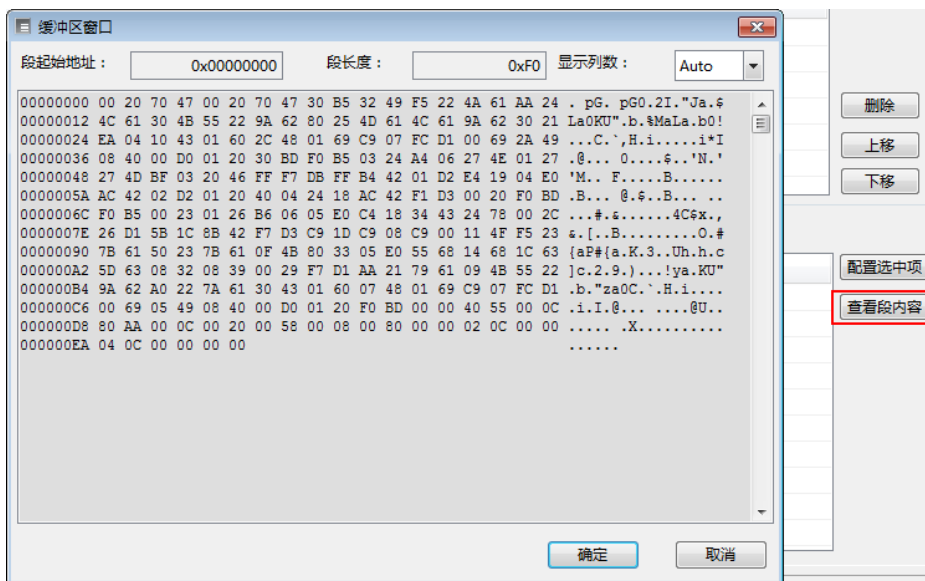 缓冲区窗口
段起始地址： 0x00000000 段长度： 0xF0 显示列数： Auto
00000000 00 20 70 47 00 20 70 47 30 B5 32 49 F5 22 4A 61 AA 24 . pG. pG0.2I."Ja.$
00000012 4C 61 30 4B 55 22 9A 62 80 25 4D 61 4C 61 9A 62 30 21 La0KU".b.%MaLa.b0!
00000024 EA 04 10 43 01 60 2C 48 01 69 C9 07 FC D1 00 69 2A 49 ...C.`,H.i.....i*I
00000036 08 40 00 D0 01 20 30 BD F0 B5 03 24 A4 06 27 4E 01 27 .@... 0....$..'N.'
00000048 27 4D BF 03 20 46 FF F7 DB FF B4 42 01 D2 E4 19 04 E0 'M.. F.....B......
0000005A AC 42 02 D2 01 20 40 04 24 18 AC 42 F1 D3 00 20 F0 BD .B... @.$..B... ..
0000006C F0 B5 00 23 01 26 B6 06 05 E0 C4 18 34 43 24 78 00 2C ...#.&......4C$x.,
0000007E 26 D1 5B 1C 8B 42 F7 D3 C9 1D C9 08 C9 00 11 4F F5 23 &.[..B.........O.#
00000090 7B 61 50 23 7B 61 0F 4B 80 33 05 E0 55 68 14 68 1C 63 {aP#{a.K.3..Uh.h.c
000000A2 5D 63 08 32 08 39 00 29 F7 D1 AA 21 79 61 09 4B 55 22 ]c.2.9.)...!ya.KU"
000000B4 9A 62 A0 22 7A 61 30 43 01 60 07 48 01 69 C9 07 FC D1 .b."za0C.`.H.i....
000000C6 00 69 05 49 08 40 00 D0 01 20 F0 BD 00 00 40 55 00 0C .i.I.@... ....@U..
000000D8 80 AA 00 0C 00 20 00 58 00 08 00 80 00 00 02 0C 00 00 ..... .X..........
000000EA 04 0C 00 00 00 00 ......
确定 取消
删除
上移
下移
配置选中项
查看段内容